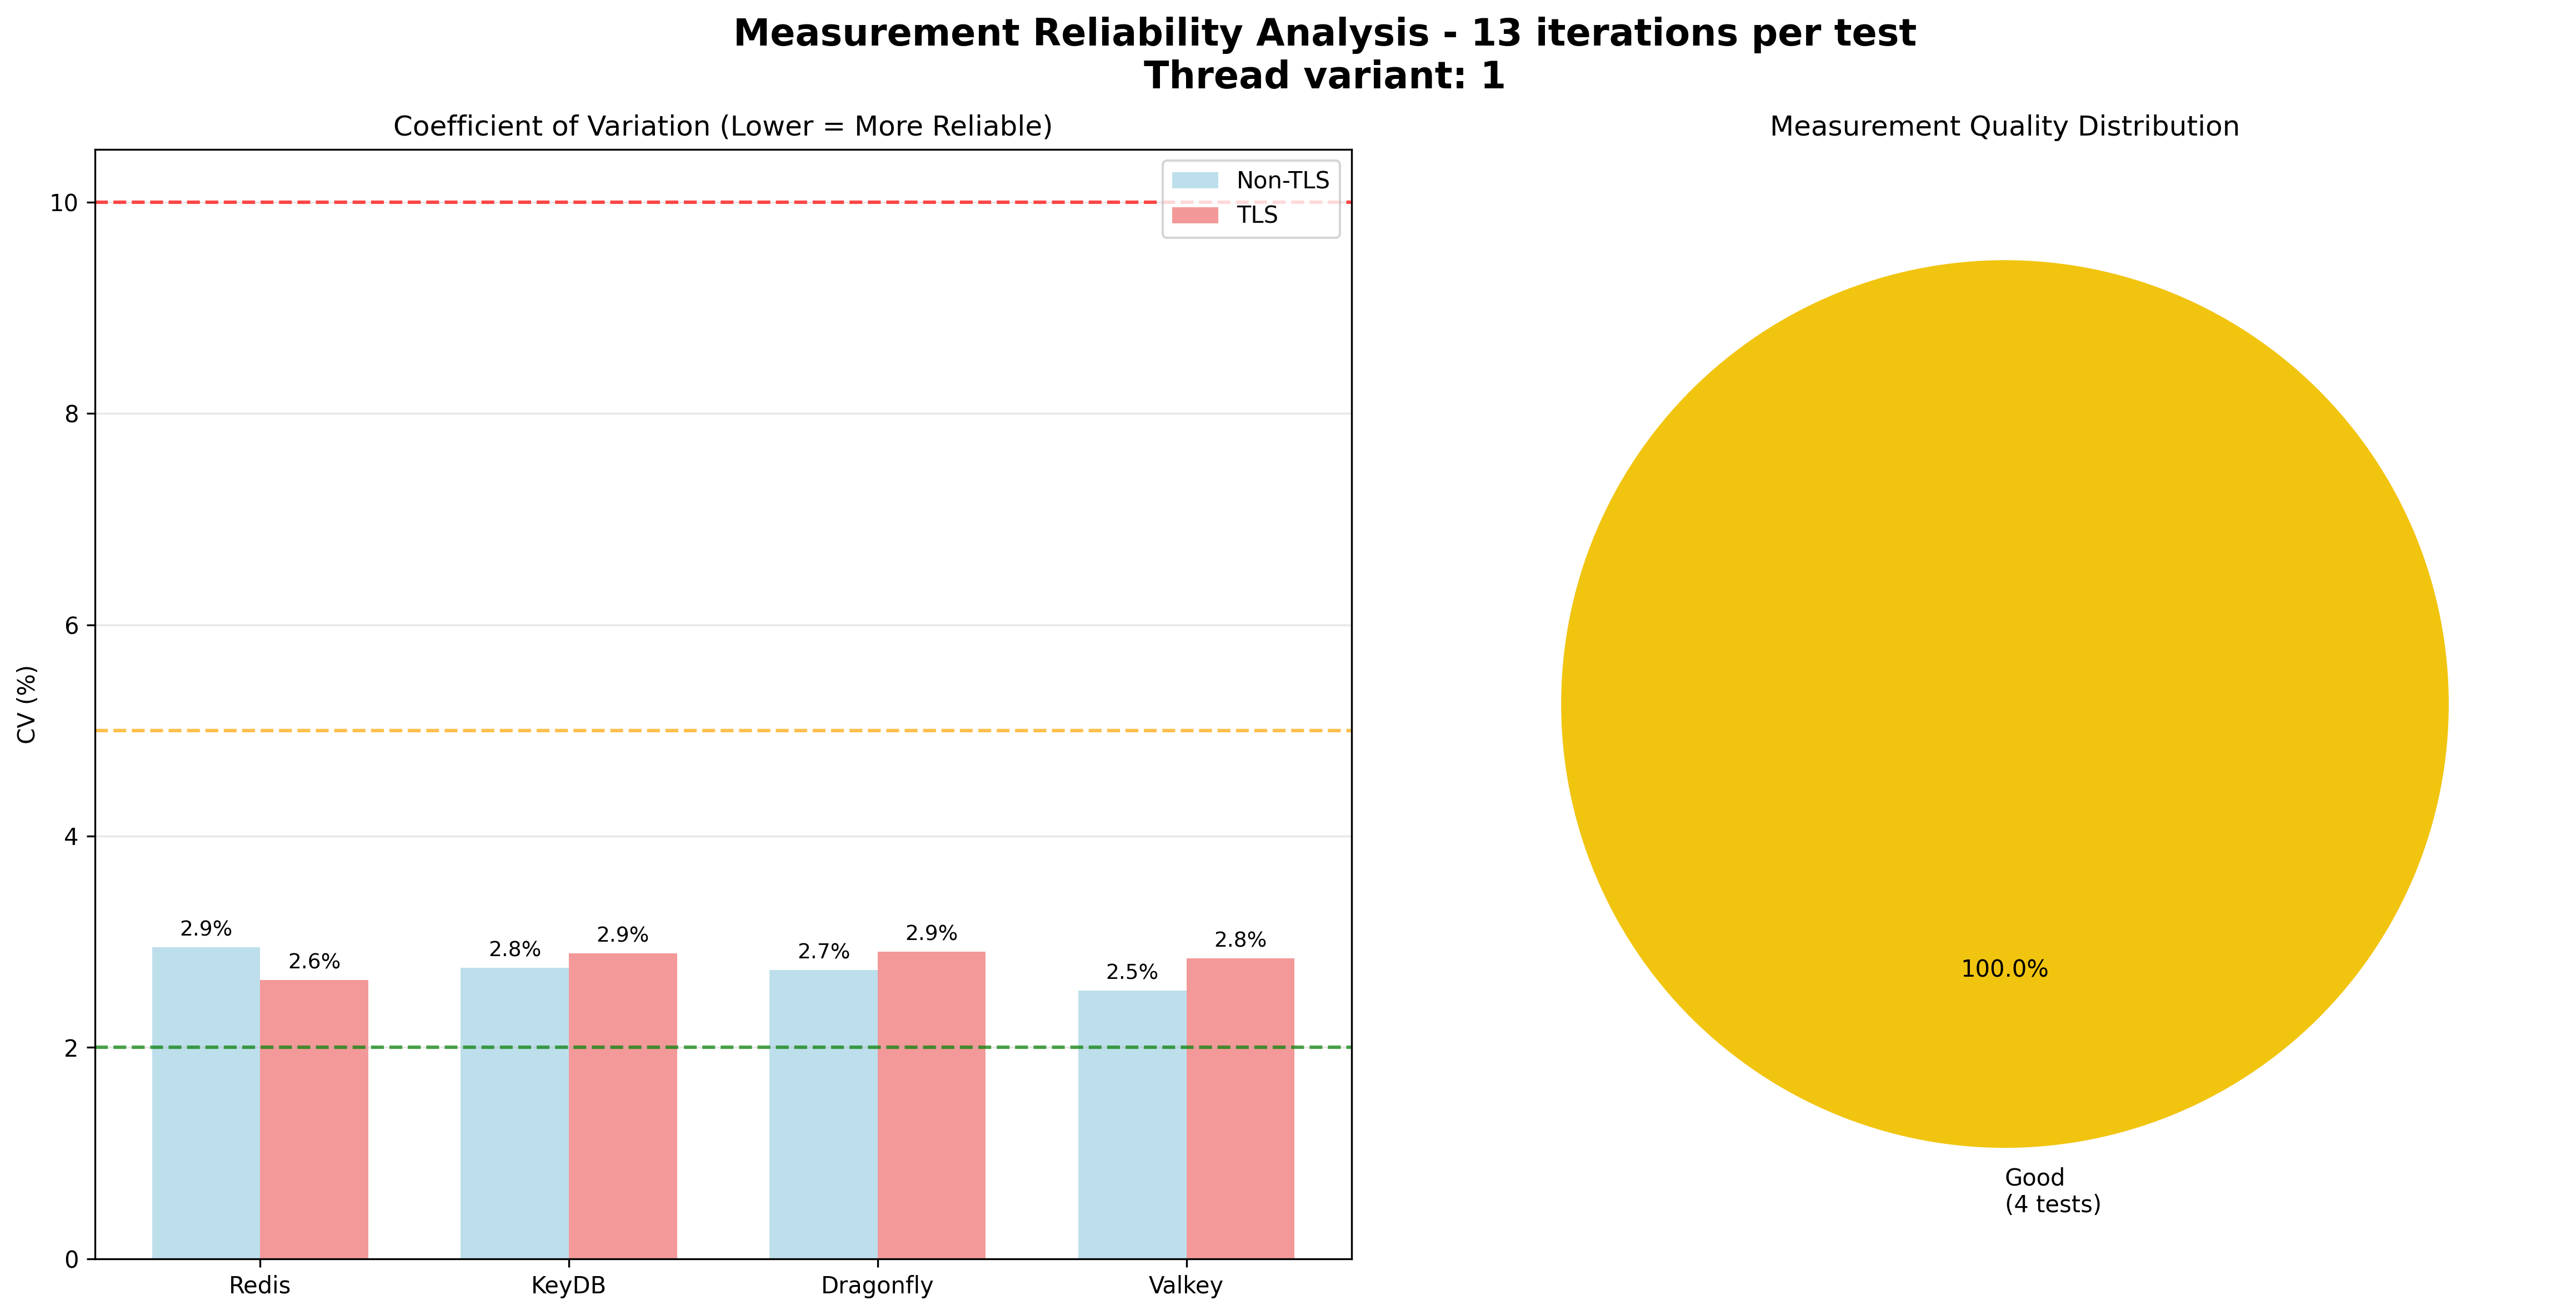 Measurement Reliability Analysis - 13 iterations per test
Thread variant: 1
Coefficient of Variation (Lower = More Reliable)
Non-TLS
TLS
CV (%)
10
8
6
4
2
0
2.9%
2.6%
2.8%
2.9%
2.7%
2.9%
2.5%
2.8%
Redis
KeyDB
Dragonfly
Valkey
Measurement Quality Distribution
100.0%
Good
(4 tests)